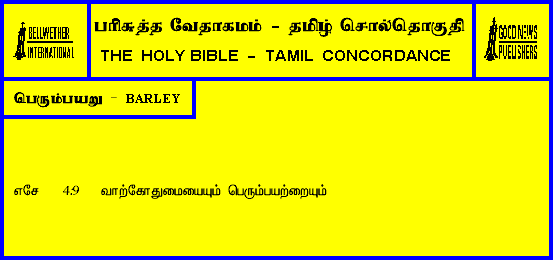 BELLWETHER
INTERNATIONAL
பரிசுத்த வேதாகமம் - தமிழ் சொல்தொகுதி
THE HOLY BIBLE - TAMIL CONCORDANCE
GOOD NEWS
PUBLISHERS
பெரும்பயறு - BARLEY
எசே 4.9 வாற்கோதுமையையும் பெரும்பயற்றையும்